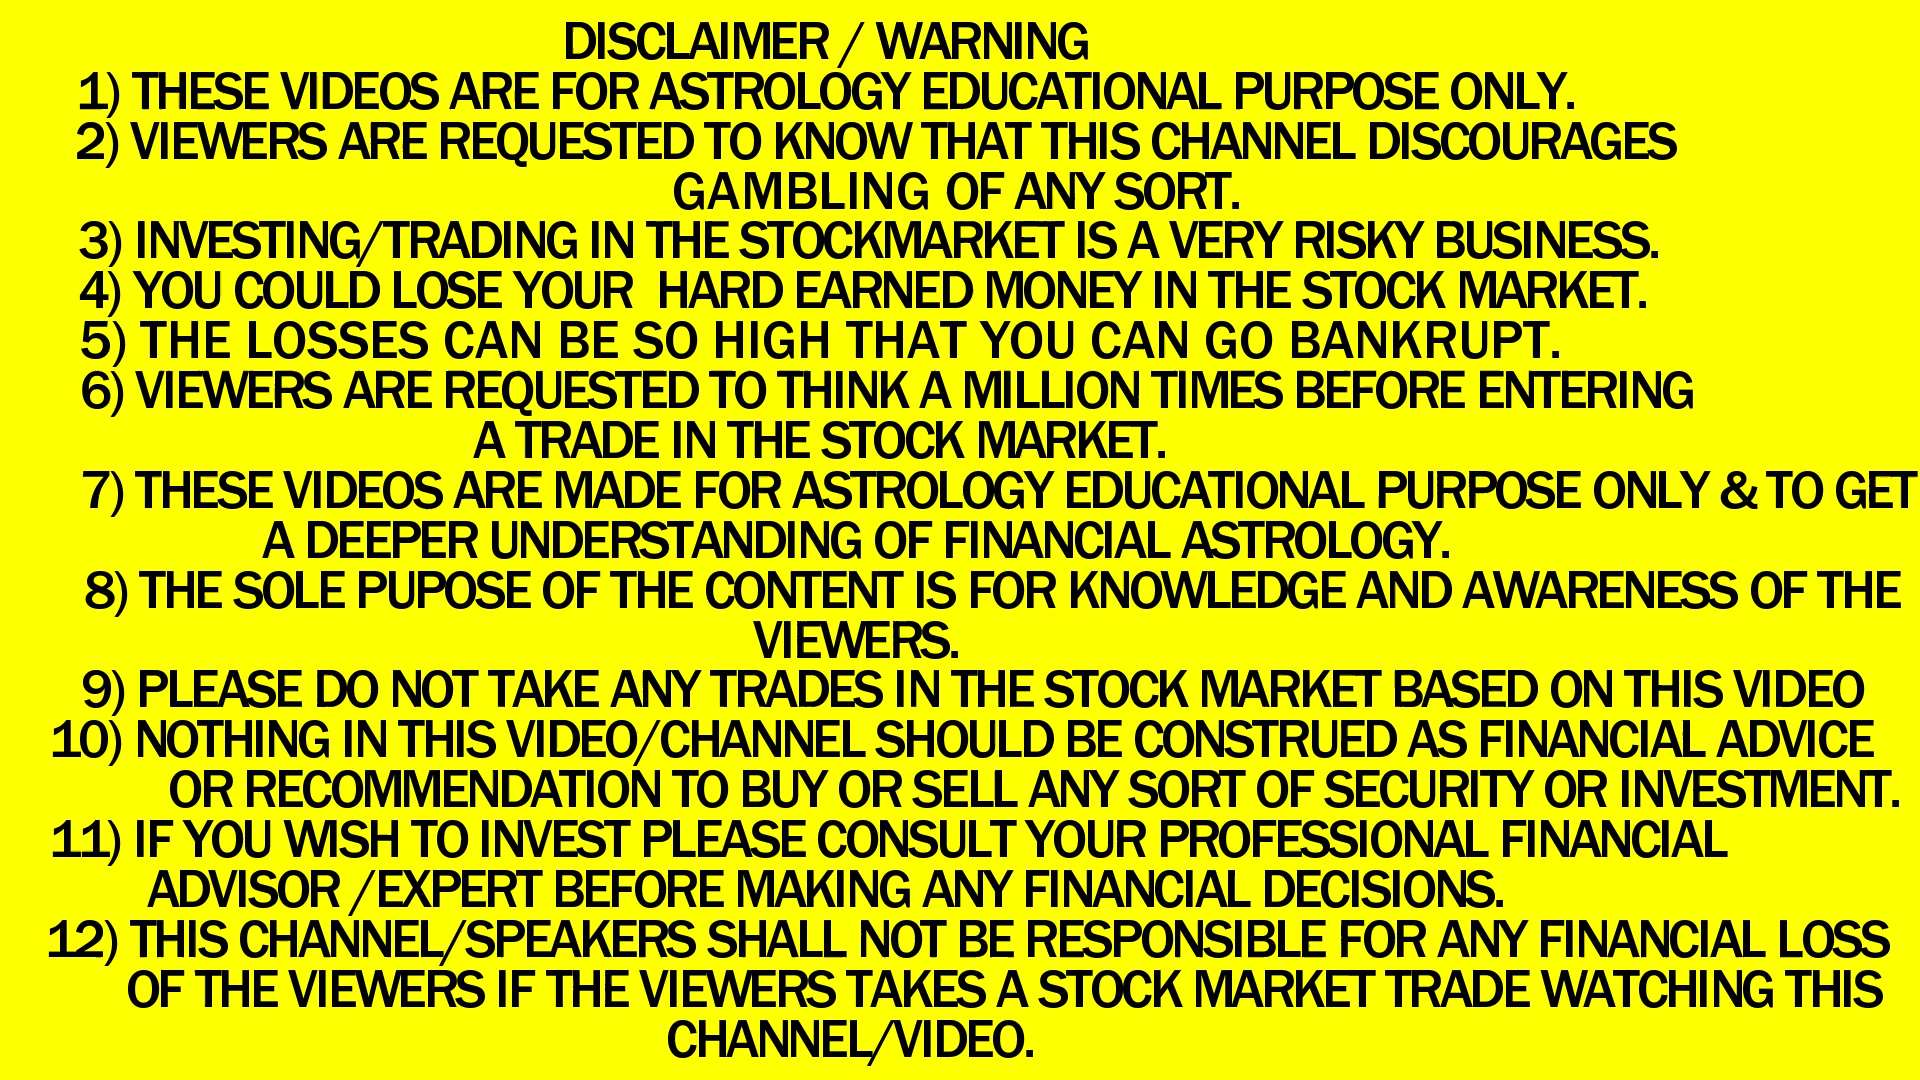 DISCLAIMER / WARNING
1) THESE VIDEOS ARE FOR ASTROLOGY EDUCATIONAL PURPOSE ONLY.
2) VIEWERS ARE REQUESTED TO KNOW THAT THIS CHANNEL DISCOURAGES
GAMBLING OF ANY SORT.
3) INVESTING/TRADING IN THE STOCKMARKET IS A VERY RISKY BUSINESS.
4) YOU COULD LOSE YOUR  HARD EARNED MONEY IN THE STOCK MARKET.
5) THE LOSSES CAN BE SO HIGH THAT YOU CAN GO BANKRUPT.
6) VIEWERS ARE REQUESTED TO THINK A MILLION TIMES BEFORE ENTERING
A TRADE IN THE STOCK MARKET.
7) THESE VIDEOS ARE MADE FOR ASTROLOGY EDUCATIONAL PURPOSE ONLY & TO GET
A DEEPER UNDERSTANDING OF FINANCIAL ASTROLOGY.
8) THE SOLE PUPOSE OF THE CONTENT IS FOR KNOWLEDGE AND AWARENESS OF THE
VIEWERS.
9) PLEASE DO NOT TAKE ANY TRADES IN THE STOCK MARKET BASED ON THIS VIDEO
10) NOTHING IN THIS VIDEO/CHANNEL SHOULD BE CONSTRUED AS FINANCIAL ADVICE
OR RECOMMENDATION TO BUY OR SELL ANY SORT OF SECURITY OR INVESTMENT.
11) IF YOU WISH TO INVEST PLEASE CONSULT YOUR PROFESSIONAL FINANCIAL
ADVISOR /EXPERT BEFORE MAKING ANY FINANCIAL DECISIONS.
12) THIS CHANNEL/SPEAKERS SHALL NOT BE RESPONSIBLE FOR ANY FINANCIAL LOSS
OF THE VIEWERS IF THE VIEWERS TAKES A STOCK MARKET TRADE WATCHING THIS
CHANNEL/VIDEO.